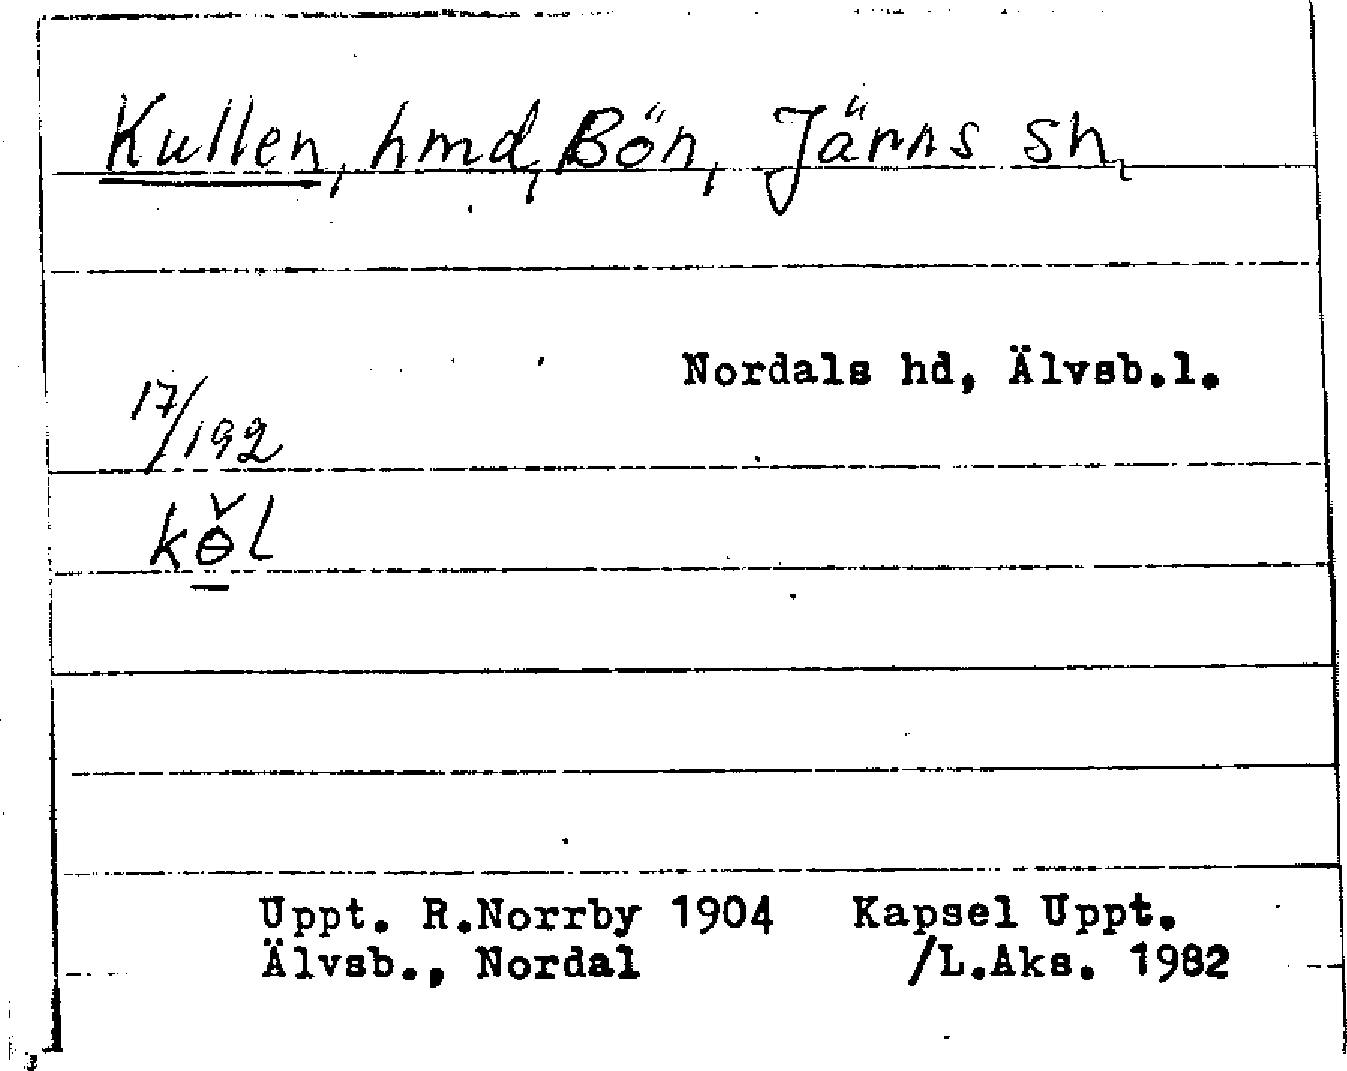 Kullen, hmd, Bön, Järns sn,
Nordals hd, Älvsb.l.
17/192
kɵ̌l
Uppt. R.Norrby 1904 Kapsel Uppt.
Älvsb., Nordal /L.Aks. 1982